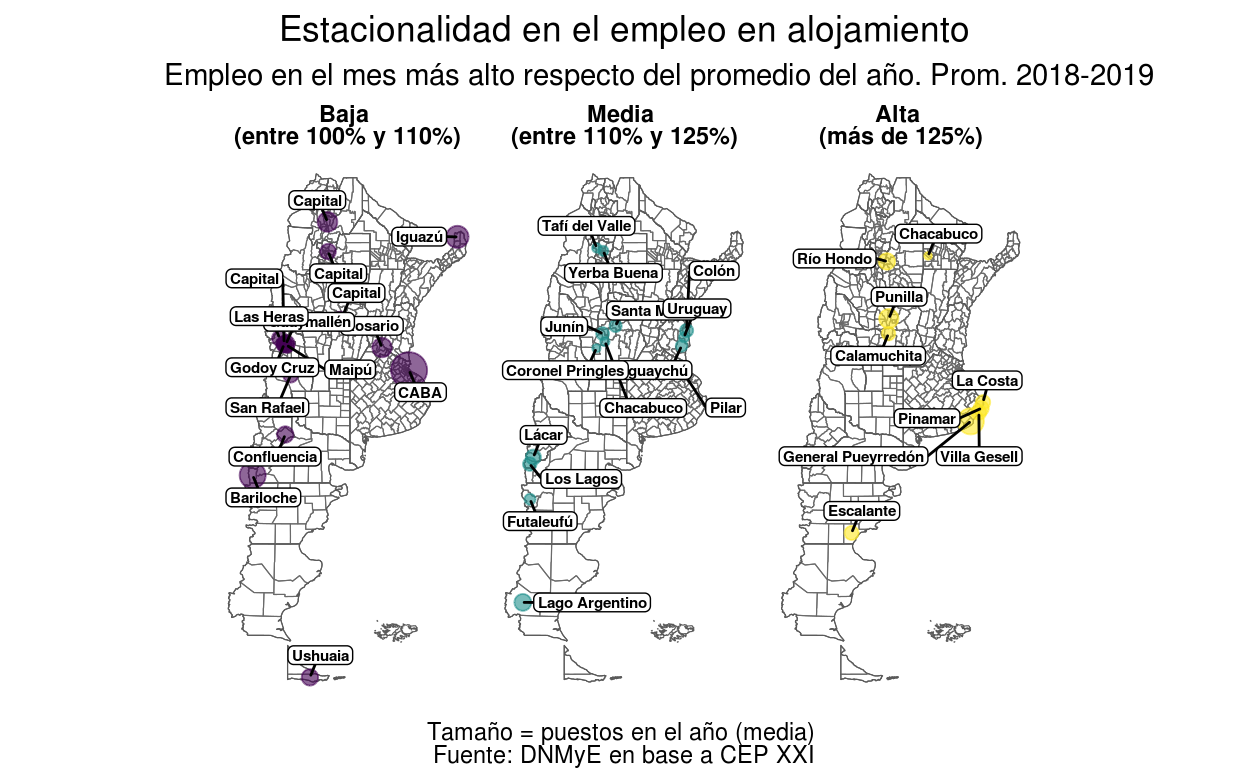 Estacionalidad en el empleo en alojamiento
Empleo en el mes más alto respecto del promedio del año. Prom. 2018-2019
Baja
(entre 100% y 110%)
Capital
Iguazú
Capital
Capital
Capital
Las Heras
mallén
osario
Godoy Cruz
Maipú
CABA
San Rafael
Confluencia
Bariloche
Ushuaia
Media
(entre 110% y 125%)
Tafí del Valle
Yerba Buena
Colón
Santa
Uruguay
Junín
Coronel Pringles
guaychú
Chacabuco
Pilar
Lácar
Los Lagos
Futaleufú
Lago Argentino
Alta
(más de 125%)
Chacabuco
Río Hondo
Punilla
Calamuchita
La Costa
Pinamar
General Pueyrredón
Villa Gesell
Escalante
Tamaño = puestos en el año (media)
Fuente: DNMyE en base a CEP XXI